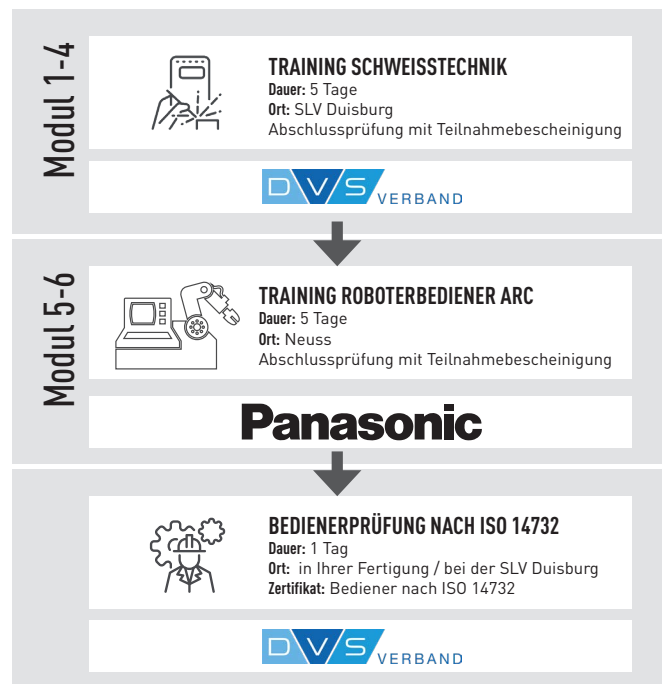 Modul 1-4
TRAINING SCHWEISSTECHNIK
Dauer: 5 Tage
Ort: SLV Duisburg
Abschlussprüfung mit Teilnahmebescheinigung
DVS VERBAND
Modul 5-6
TRAINING ROBOTERBEDIENER ARC
Dauer: 5 Tage
Ort: Neuss
Abschlussprüfung mit Teilnahmebescheinigung
Panasonic
BEDIENERPRÜFUNG NACH ISO 14732
Dauer: 1 Tag
Ort: in Ihrer Fertigung / bei der SLV Duisburg
Zertifikat: Bediener nach ISO 14732
DVS VERBAND